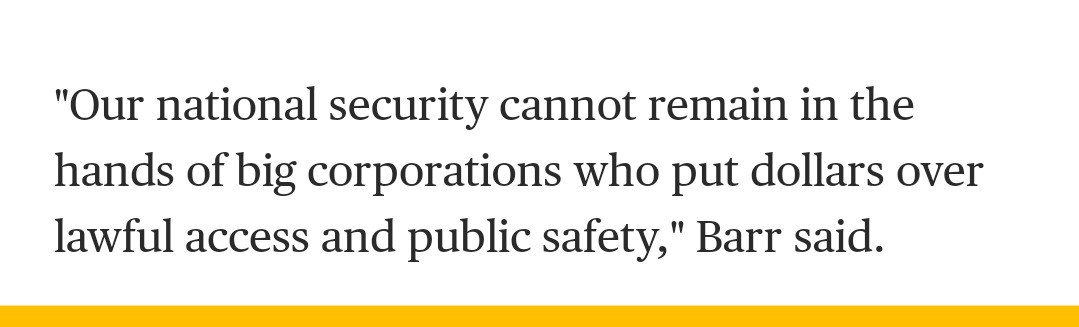 "Our national security cannot remain in the
hands of big corporations who put dollars over
lawful access and public safety," Barr said.